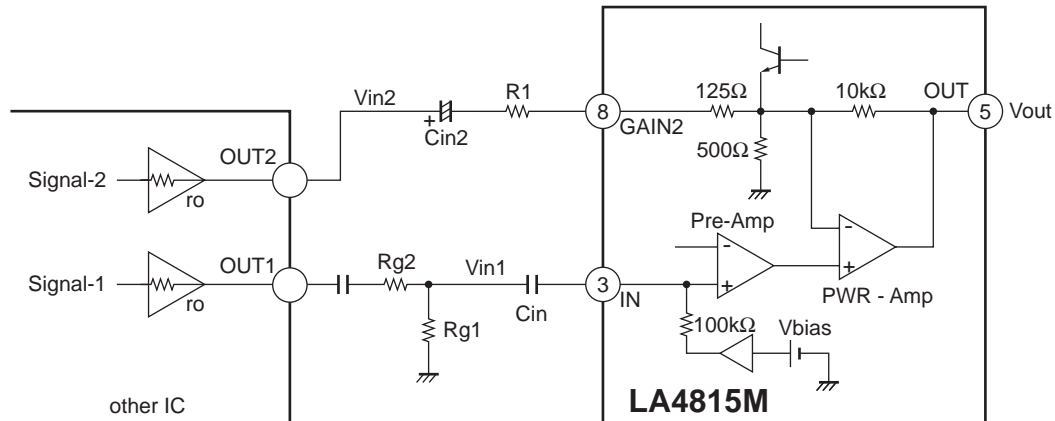 Vin2
R1
125Ω
10kΩ
OUT
8
5
Vout
+
Cin2
GAIN2
OUT2
500Ω
Signal-2
ro
Pre-Amp
-
-
OUT1
Rg2
Vin1
Signal-1
3
+
+
ro
IN
PWR - Amp
Cin
Rg1
100kΩ
Vbias
other IC
LA4815M